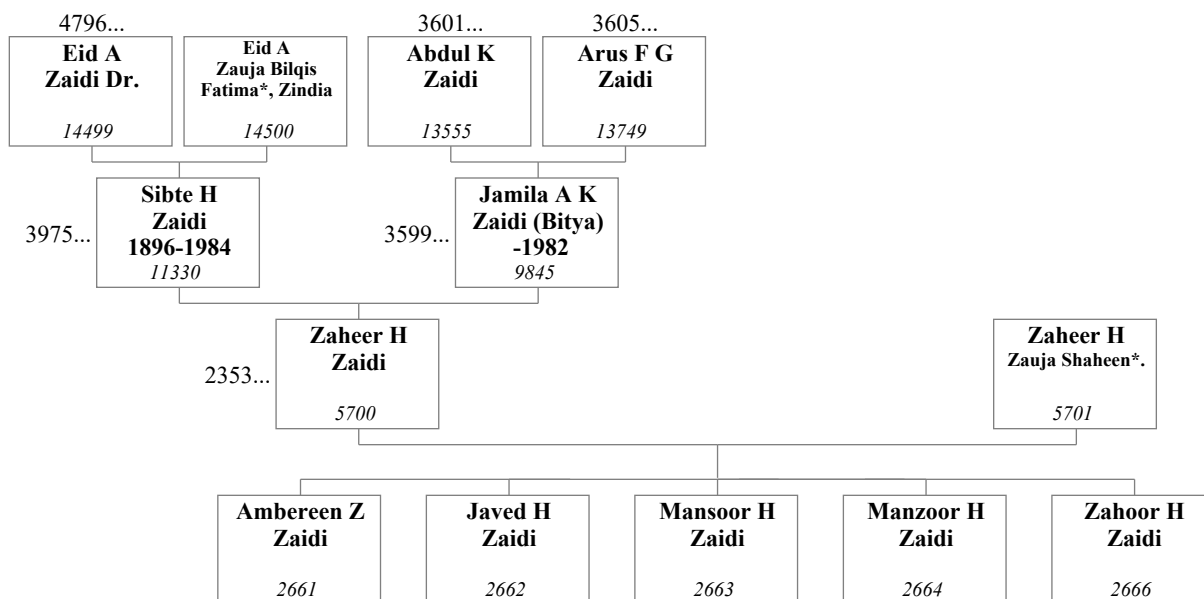 4796...
3601...
3605...
Eid A
Zaidi Dr.
14499
Eid A
Zauja Bilqis
Fatima*, Zindia
14500
Abdul K
Zaidi
13555
Arus F G
Zaidi
13749
3975...
Sibte H
Zaidi
1896-1984
11330
3599...
Jamila A K
Zaidi (Bitya)
-1982
9845
2353...
Zaheer H
Zaidi
5700
Zaheer H
Zauja Shaheen*.
5701
Ambereen Z
Zaidi
2661
Javed H
Zaidi
2662
Mansoor H
Zaidi
2663
Manzoor H
Zaidi
2664
Zahoor H
Zaidi
2666